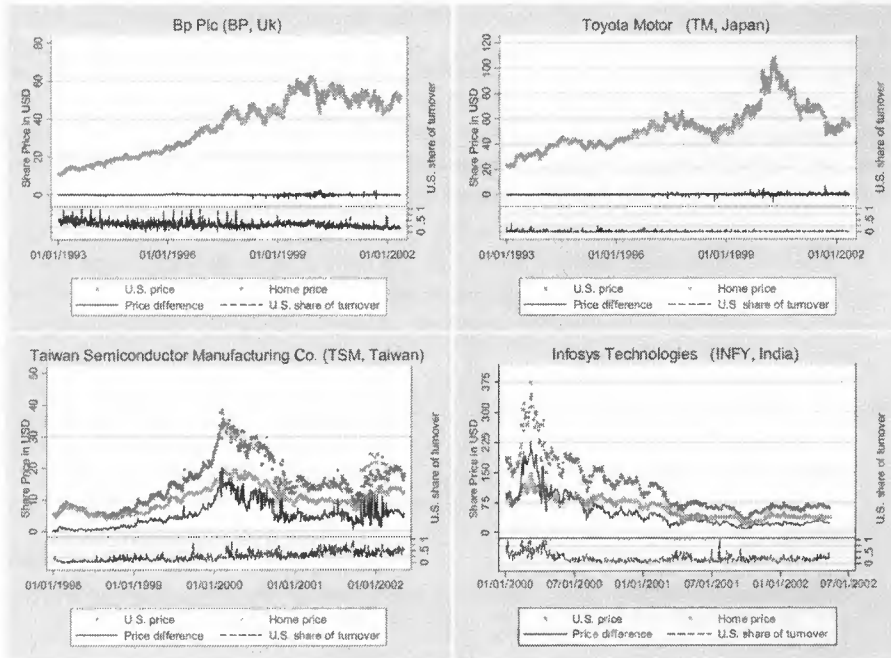 Bp Plc (BP, Uk)
Share Price in USD
80
60
40
20
0
U.S. share of turnover
0 .5 1
01/01/1993 01/01/1996 01/01/1999 01/01/2002
U.S. price Home price
Price difference U.S. share of turnover
Toyota Motor (TM, Japan)
Share Price in USD
120
100
80
60
40
20
0
U.S. share of turnover
0 .5 1
01/01/1993 01/01/1996 01/01/1999 01/01/2002
U.S. price Home price
Price difference U.S. share of turnover
Taiwan Semiconductor Manufacturing Co. (TSM, Taiwan)
Share Price in USD
50
40
30
20
10
0
U.S. share of turnover
0 .5 1
01/01/1998 01/01/1999 01/01/2000 01/01/2001 01/01/2002
U.S. price Home price
Price difference U.S. share of turnover
Infosys Technologies (INFY, India)
Share Price in USD
375
300
225
150
75
0
U.S. share of turnover
0 .5 1
01/01/2000 07/01/2000 01/01/2001 07/01/2001 01/01/2002 07/01/2002
U.S. price Home price
Price difference U.S. share of turnover